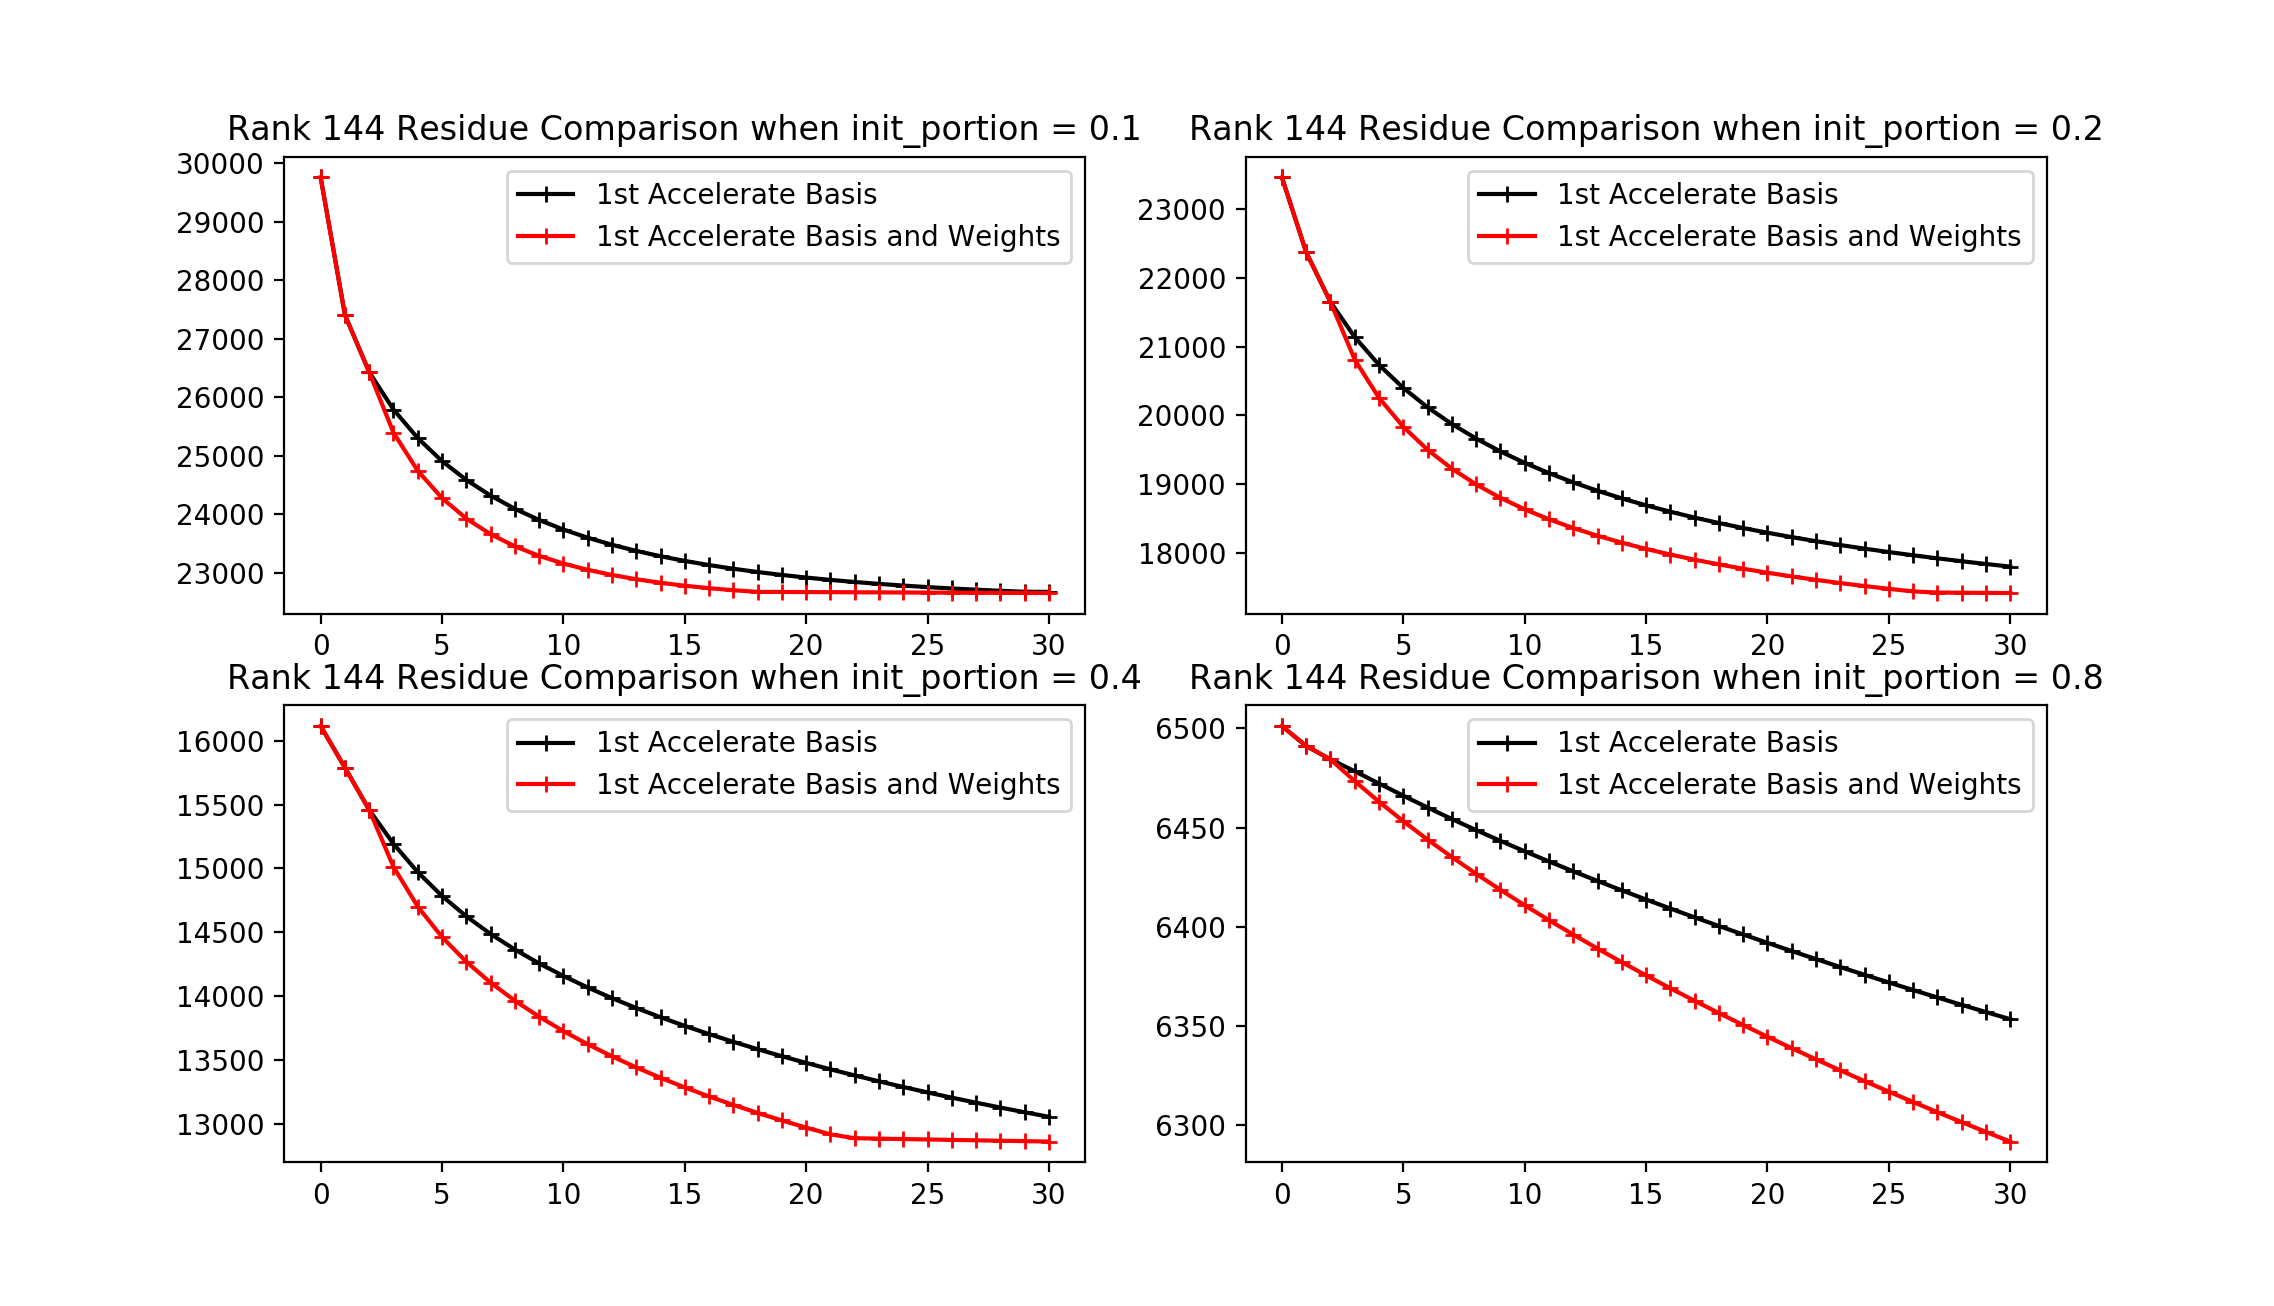 Rank 144 Residue Comparison when init_portion = 0.1
30000
29000
28000
27000
26000
25000
24000
23000
1st Accelerate Basis
1st Accelerate Basis and Weights
0 5 10 15 20 25 30
Rank 144 Residue Comparison when init_portion = 0.2
23000
22000
21000
20000
19000
18000
1st Accelerate Basis
1st Accelerate Basis and Weights
0 5 10 15 20 25 30
Rank 144 Residue Comparison when init_portion = 0.4
16000
15500
15000
14500
14000
13500
13000
1st Accelerate Basis
1st Accelerate Basis and Weights
0 5 10 15 20 25 30
Rank 144 Residue Comparison when init_portion = 0.8
6500
6450
6400
6350
6300
1st Accelerate Basis
1st Accelerate Basis and Weights
0 5 10 15 20 25 30